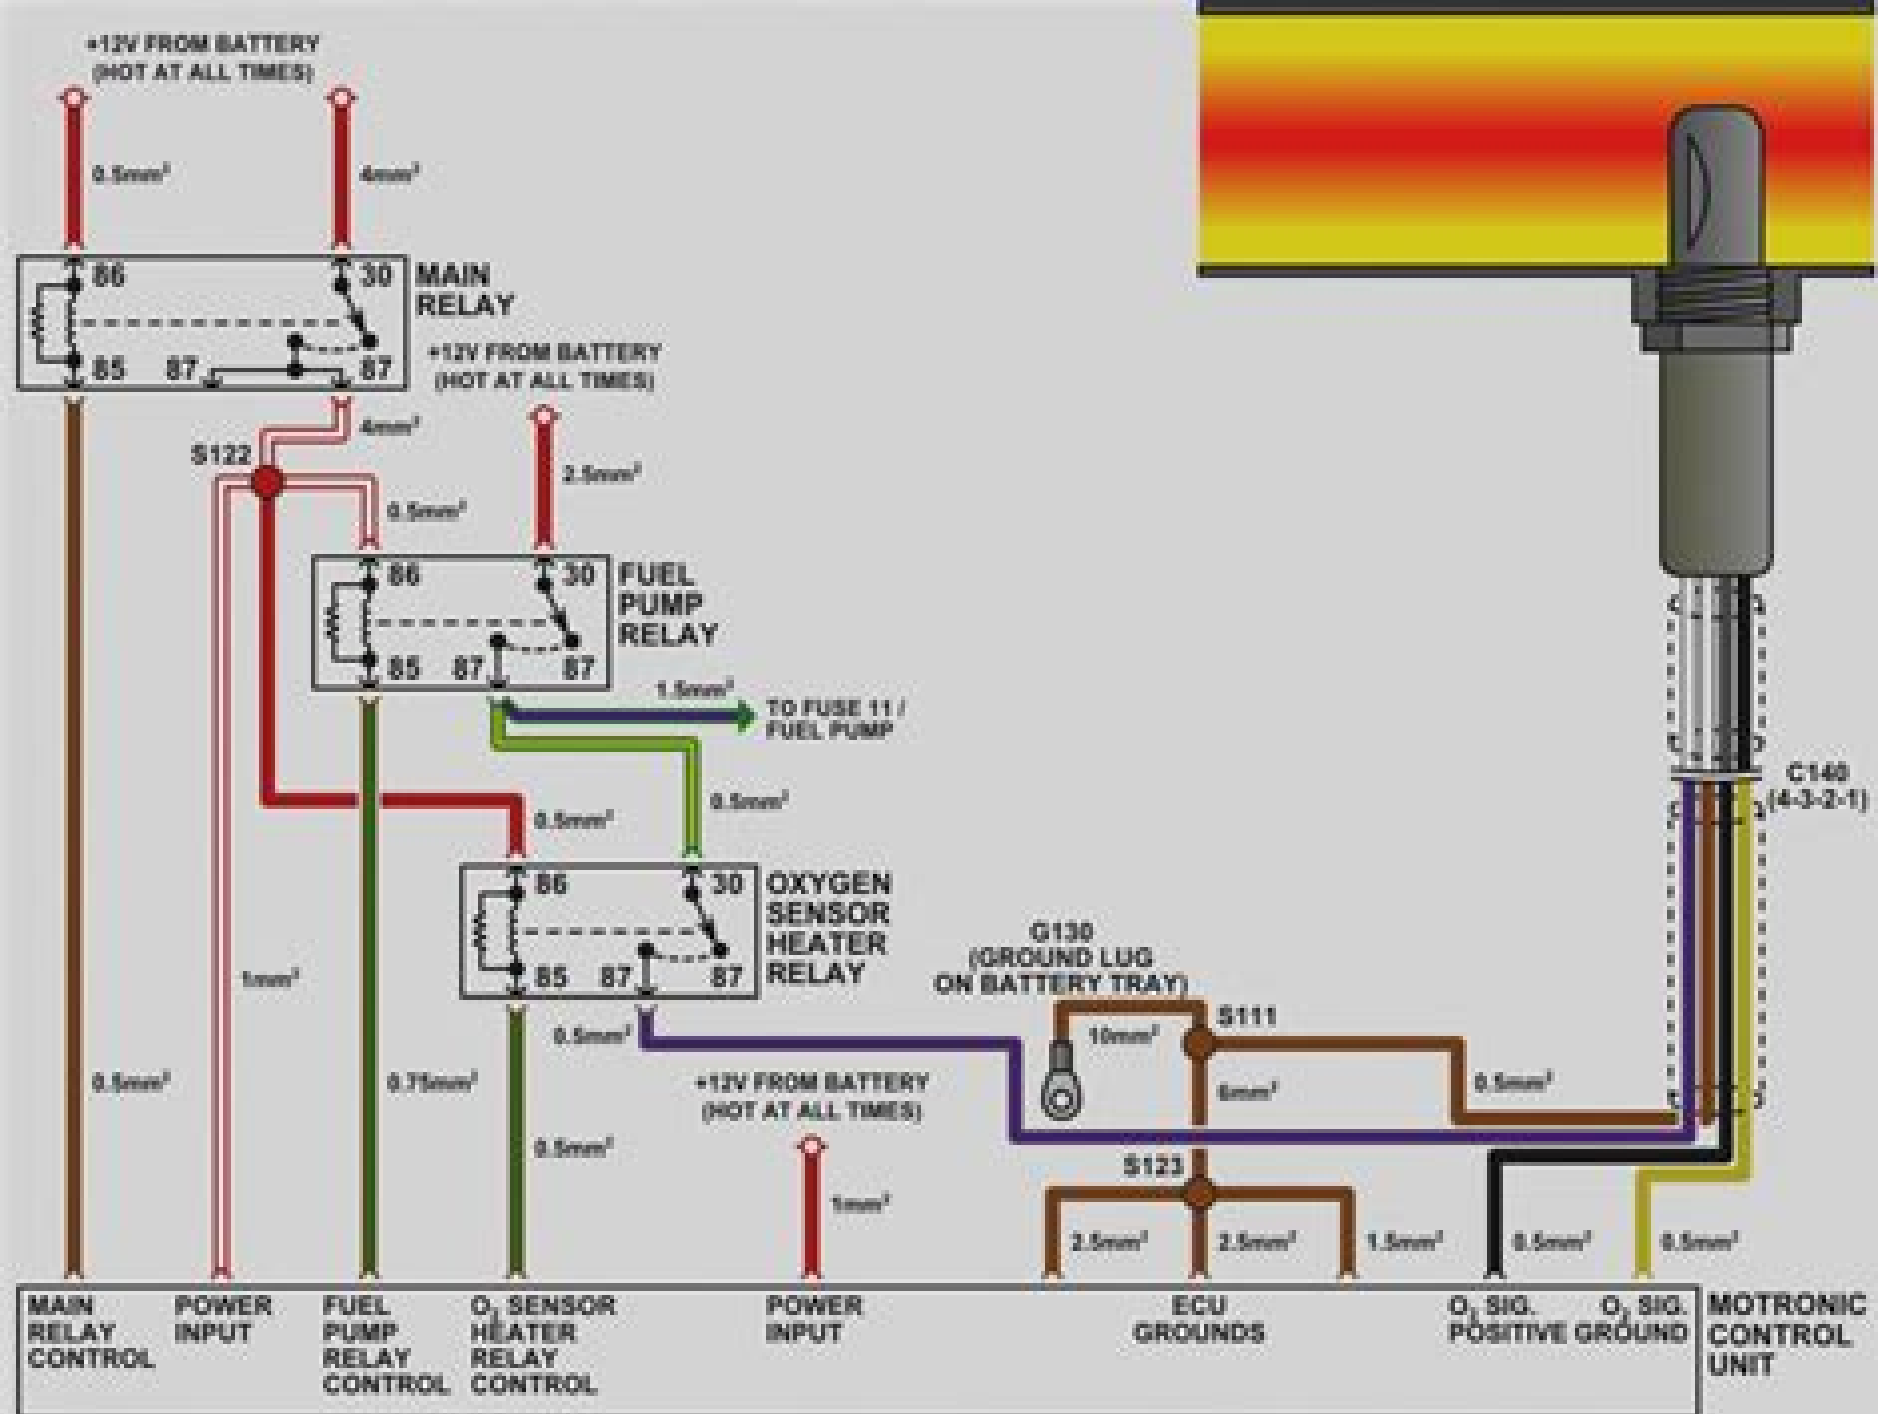 +12V FROM BATTERY
(HOT AT ALL TIMES)
0.5mm²
4mm²
86
30
MAIN
RELAY
85
87
87
+12V FROM BATTERY
(HOT AT ALL TIMES)
4mm²
S122
2.5mm²
0.5mm²
86
30
FUEL
PUMP
RELAY
85
87
87
1.5mm²
TO FUSE 11 /
FUEL PUMP
C140
(4-3-2-1)
0.5mm²
0.5mm²
86
30
OXYGEN
SENSOR
HEATER
RELAY
85
87
87
G130
(GROUND LUG
ON BATTERY TRAY)
1mm²
S111
0.5mm²
10mm²
0.5mm²
0.75mm²
+12V FROM BATTERY
(HOT AT ALL TIMES)
6mm²
0.5mm²
0.5mm²
S123
1mm²
2.5mm²
2.5mm²
1.5mm²
0.5mm²
0.5mm²
MAIN
RELAY
CONTROL
POWER
INPUT
FUEL
PUMP
RELAY
CONTROL
O₂ SENSOR
HEATER
RELAY
CONTROL
POWER
INPUT
ECU
GROUNDS
O₂ SIG.
POSITIVE
O₂ SIG.
GROUND
MOTRONIC
CONTROL
UNIT